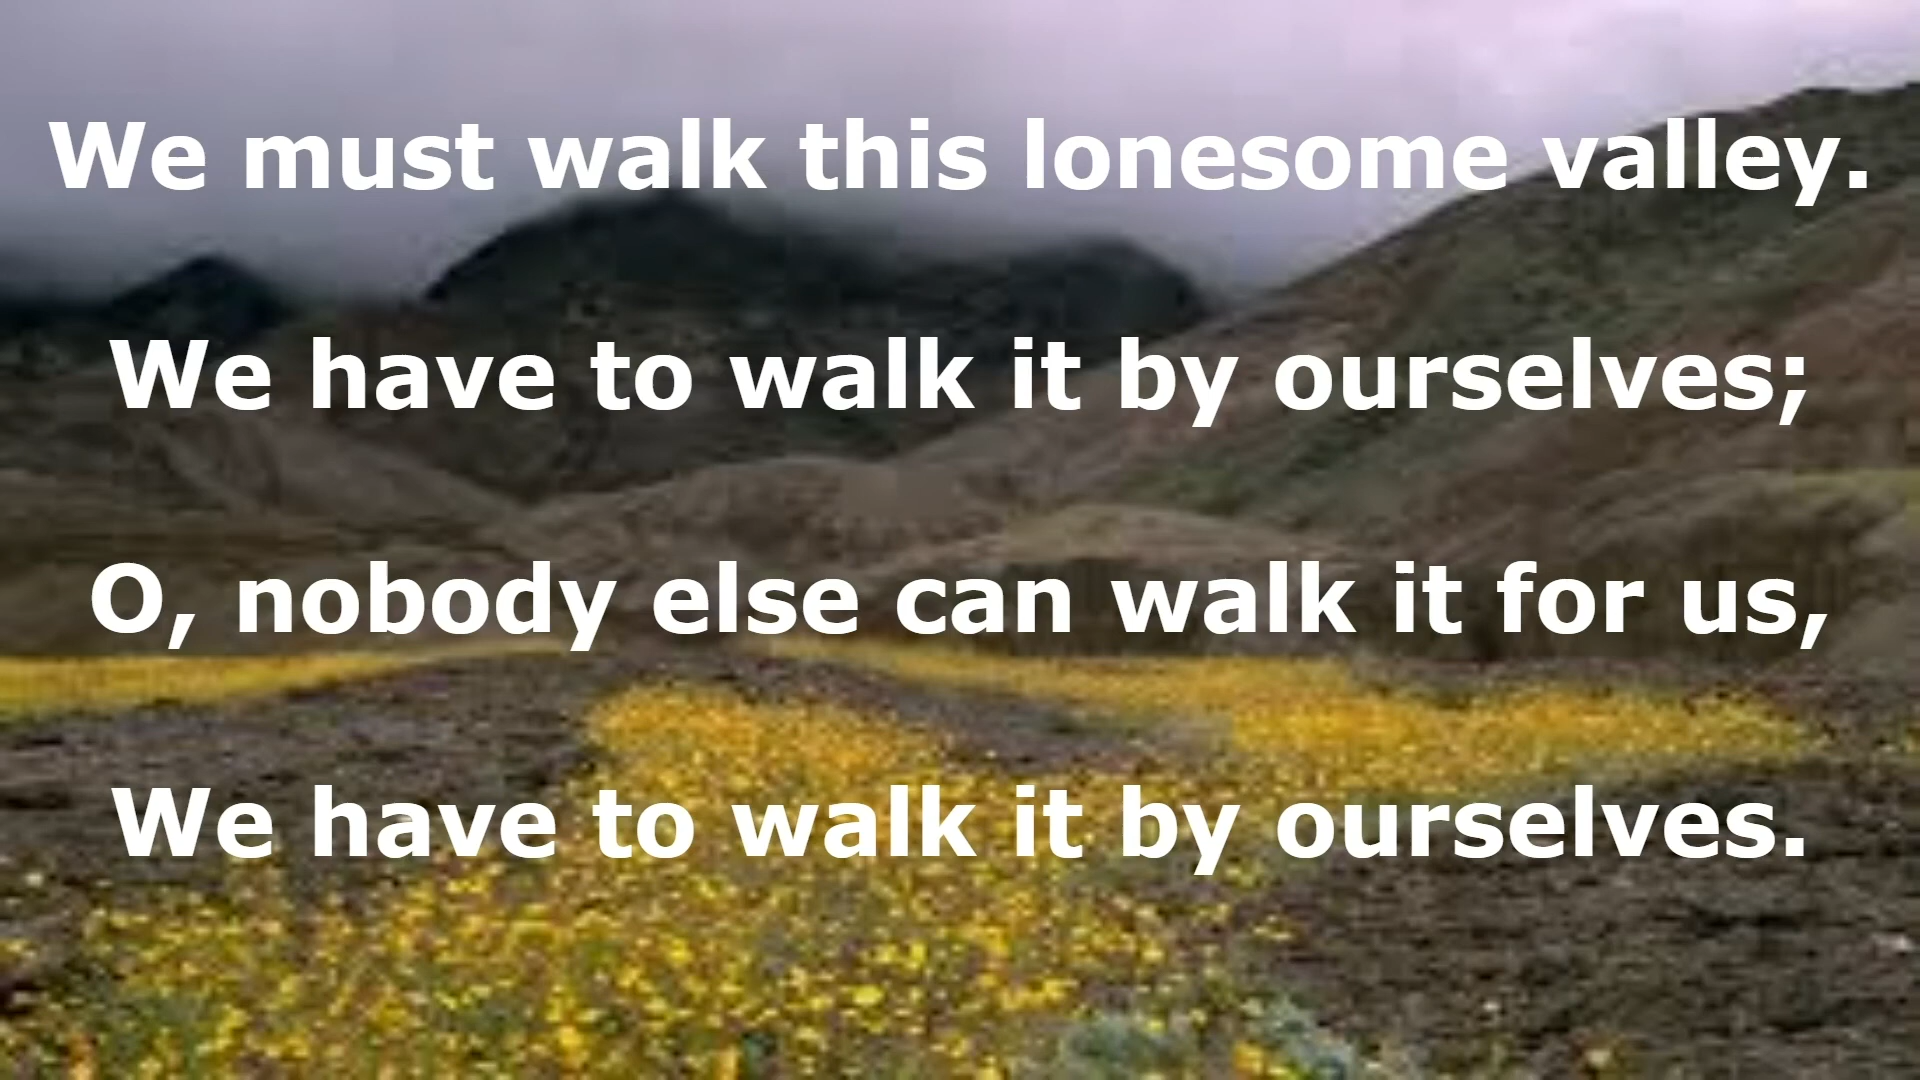 We must walk this lonesome valley.
We have to walk it by ourselves;
O, nobody else can walk it for us,
We have to walk it by ourselves.